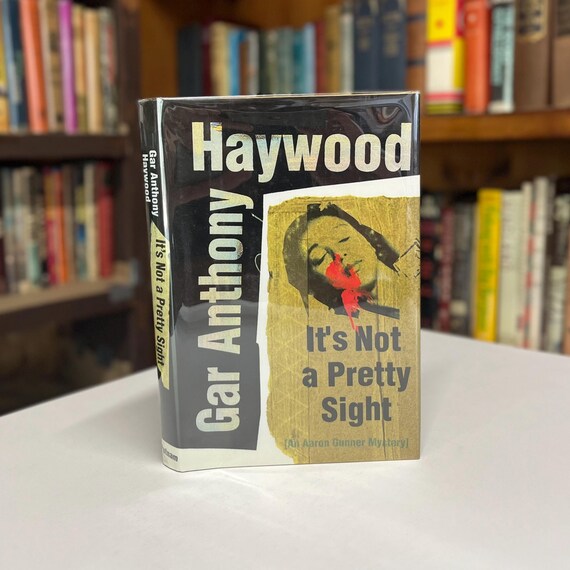 Gar Anthony
Haywood
It's Not a Pretty Sight
Haywood
Gar Anthony
It's Not
a Pretty
Sight
[An Aaron Gunner Mystery]